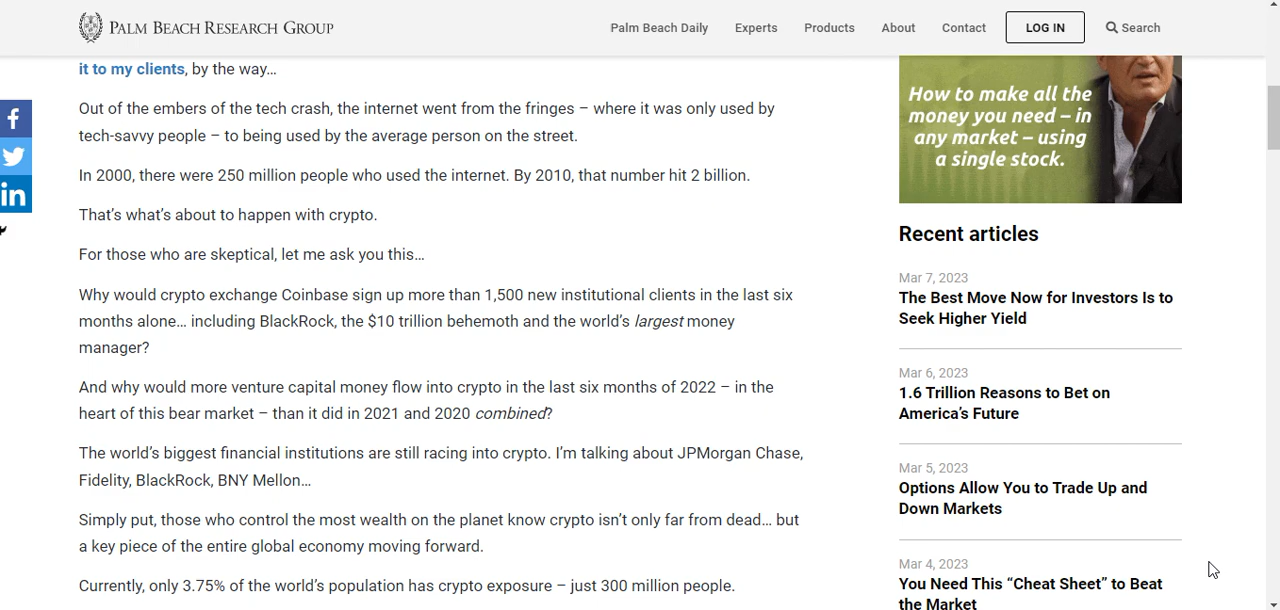 PALM BEACH RESEARCH GROUP
Palm Beach Daily
Experts
Products
About
Contact
LOG IN
Search
it to my clients, by the way…
Out of the embers of the tech crash, the internet went from the fringes – where it was only used by
tech-savvy people – to being used by the average person on the street.
In 2000, there were 250 million people who used the internet. By 2010, that number hit 2 billion.
That’s what’s about to happen with crypto.
For those who are skeptical, let me ask you this…
Why would crypto exchange Coinbase sign up more than 1,500 new institutional clients in the last six
months alone… including BlackRock, the $10 trillion behemoth and the world’s largest money
manager?
And why would more venture capital money flow into crypto in the last six months of 2022 – in the
heart of this bear market – than it did in 2021 and 2020 combined?
The world’s biggest financial institutions are still racing into crypto. I’m talking about JPMorgan Chase,
Fidelity, BlackRock, BNY Mellon…
Simply put, those who control the most wealth on the planet know crypto isn’t only far from dead… but
a key piece of the entire global economy moving forward.
Currently, only 3.75% of the world’s population has crypto exposure – just 300 million people.
How to make all the
money you need – in
any market – using
a single stock.
Recent articles
Mar 7, 2023
The Best Move Now for Investors Is to
Seek Higher Yield
Mar 6, 2023
1.6 Trillion Reasons to Bet on
America’s Future
Mar 5, 2023
Options Allow You to Trade Up and
Down Markets
Mar 4, 2023
You Need This “Cheat Sheet” to Beat
the Market